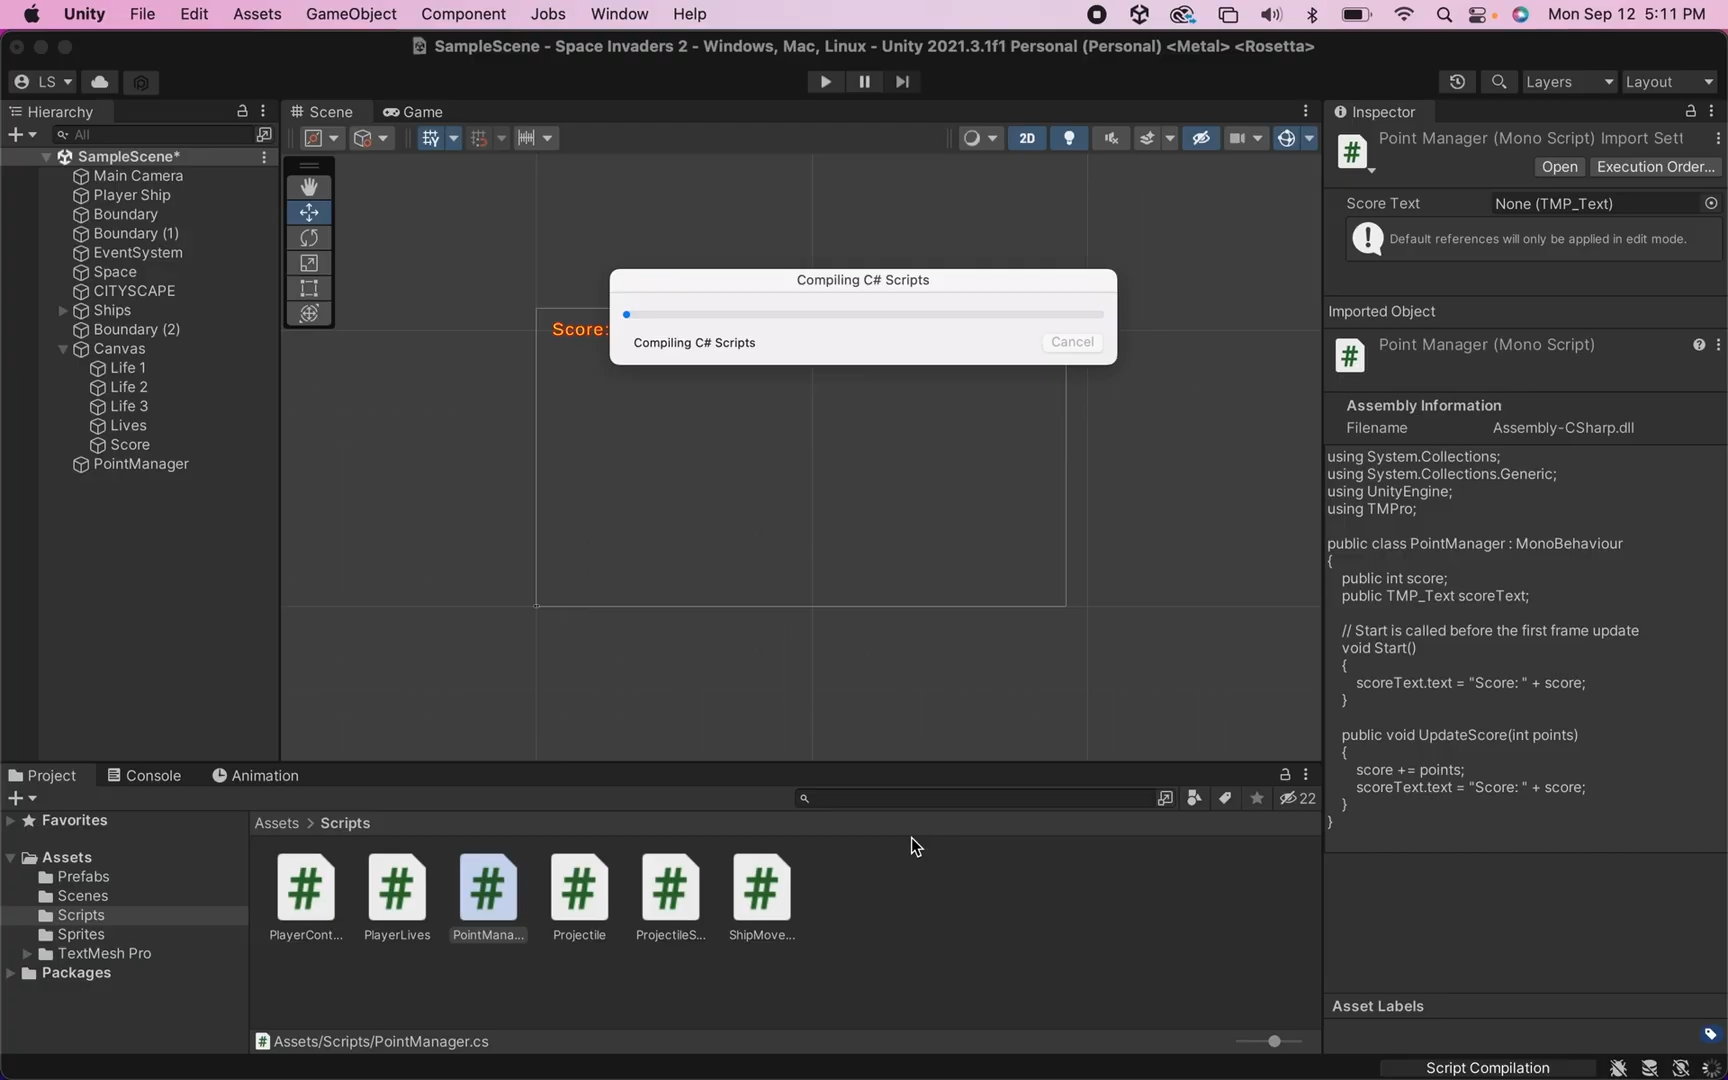 Unity File Edit Assets GameObject Component Jobs Window Help Mon Sep 12 5:11 PM
SampleScene - Space Invaders 2 - Windows, Mac, Linux - Unity 2021.3.1f1 Personal (Personal) <Metal> <Rosetta>
LS Layers Layout
Hierarchy Scene Game Inspector
All 2D Point Manager (Mono Script) Import Sett
Open Execution Order...
SampleScene*
Main Camera
Player Ship
Boundary
Boundary (1)
EventSystem
Space
CITYSCAPE
Ships
Boundary (2)
Canvas
Life 1
Life 2
Life 3
Lives
Score
PointManager
Score:
Compiling C# Scripts
Compiling C# Scripts Cancel
Score Text None (TMP_Text)
Default references will only be applied in edit mode.
Imported Object
Point Manager (Mono Script)
Assembly Information
Filename Assembly-CSharp.dll
using System.Collections;
using System.Collections.Generic;
using UnityEngine;
using TMPro;
public class PointManager : MonoBehaviour
{
public int score;
public TMP_Text scoreText;
// Start is called before the first frame update
void Start()
{
scoreText.text = "Score: " + score;
}
public void UpdateScore(int points)
{
score += points;
scoreText.text = "Score: " + score;
}
}
Project Console Animation
22
Favorites
Assets
Prefabs
Scenes
Scripts
Sprites
TextMesh Pro
Packages
Assets > Scripts
PlayerCont... PlayerLives PointMana... Projectile ProjectileS... ShipMove...
Assets/Scripts/PointManager.cs
Asset Labels
Script Compilation